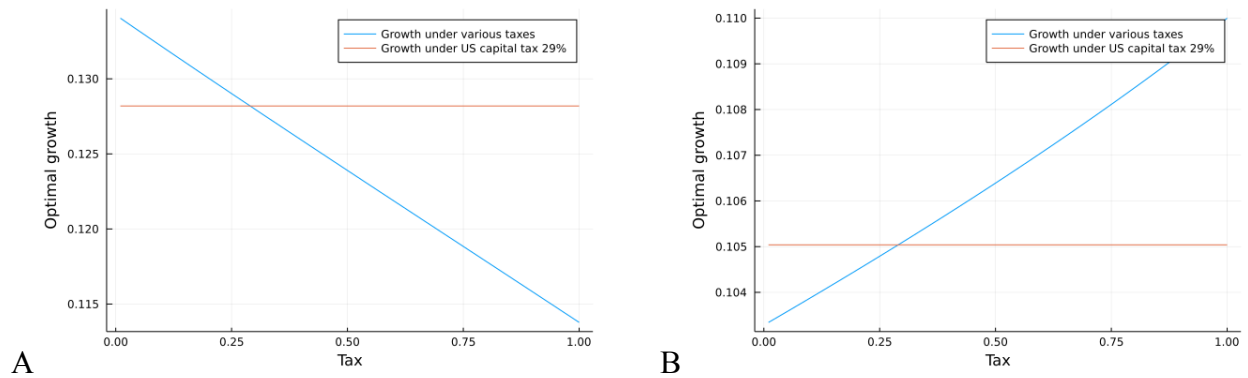 Growth under various taxes
Growth under US capital tax 29%
0.130
0.125
0.120
0.115
Optimal growth
0.00 0.25 0.50 0.75 1.00
Tax
A
0.110
Growth under various taxes
Growth under US capital tax 29%
0.109
0.108
0.107
0.106
0.105
0.104
Optimal growth
0.00 0.25 0.50 0.75 1.00
Tax
B